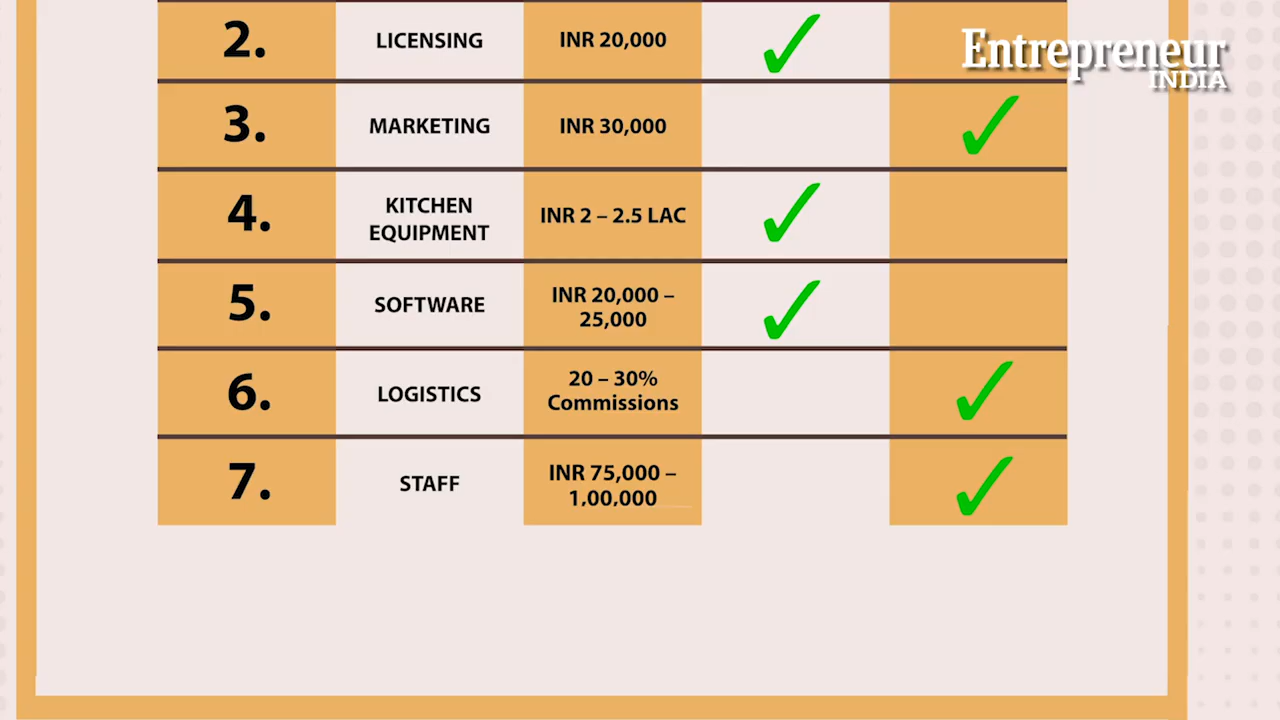 Entrepreneur
INDIA
2. LICENSING INR 20,000 ✓
3. MARKETING INR 30,000 ✓
4. KITCHEN EQUIPMENT INR 2 – 2.5 LAC ✓
5. SOFTWARE INR 20,000 – 25,000 ✓
6. LOGISTICS 20 – 30% Commissions ✓
7. STAFF INR 75,000 – 1,00,000 ✓